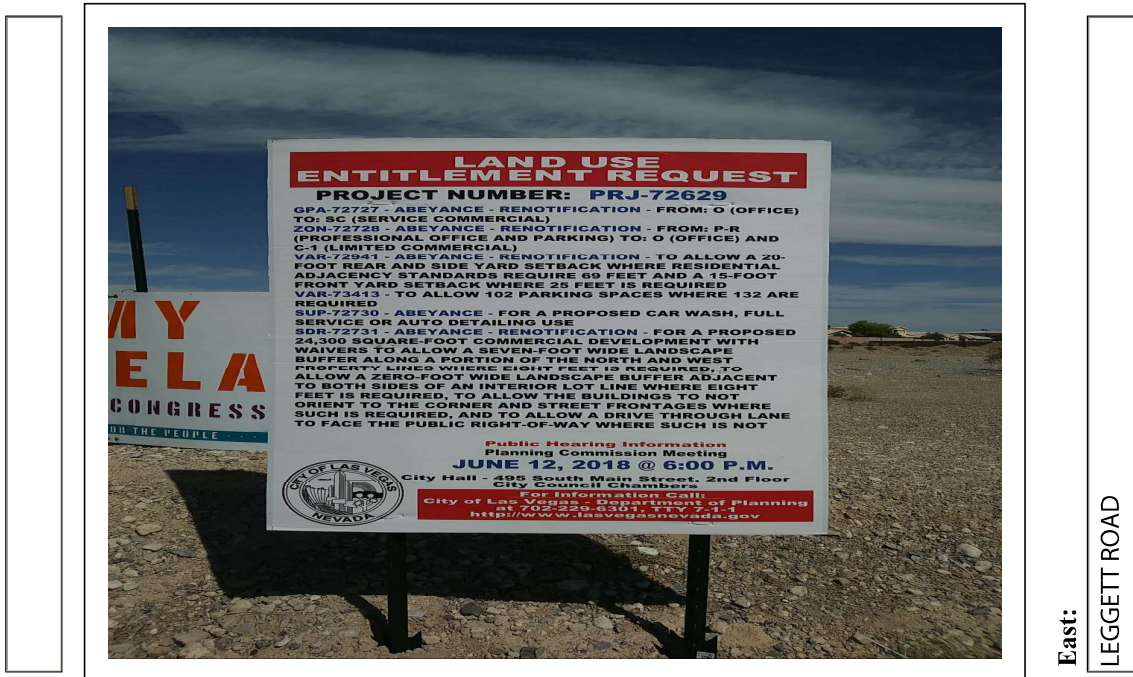 LAND USE
ENTITLEMENT REQUEST
PROJECT NUMBER: PRJ-72629
GPA-72727 - ABEYANCE - RENOTIFICATION - FROM: O (OFFICE)
TO: SC (SERVICE COMMERCIAL)
ZON-72728 - ABEYANCE - RENOTIFICATION - FROM: P-R
(PROFESSIONAL OFFICE AND PARKING) TO: O (OFFICE) AND
C-1 (LIMITED COMMERCIAL)
VAR-72941 - ABEYANCE - RENOTIFICATION - TO ALLOW A 20-
FOOT REAR AND SIDE YARD SETBACK WHERE RESIDENTIAL
ADJACENCY STANDARDS REQUIRE 69 FEET AND A 15-FOOT
FRONT YARD SETBACK WHERE 25 FEET IS REQUIRED
VAR-73413 - TO ALLOW 102 PARKING SPACES WHERE 132 ARE
REQUIRED
SUP-72730 - ABEYANCE - FOR A PROPOSED CAR WASH, FULL
SERVICE OR AUTO DETAILING USE
SDR-72731 - ABEYANCE - RENOTIFICATION - FOR A PROPOSED
24,300 SQUARE-FOOT COMMERCIAL DEVELOPMENT WITH
WAIVERS TO ALLOW A SEVEN-FOOT WIDE LANDSCAPE
BUFFER ALONG A PORTION OF THE NORTH AND WEST
PROPERTY LINES WHERE EIGHT FEET IS REQUIRED, TO
ALLOW A ZERO-FOOT WIDE LANDSCAPE BUFFER ADJACENT
TO BOTH SIDES OF AN INTERIOR LOT LINE WHERE EIGHT
FEET IS REQUIRED, TO ALLOW THE BUILDINGS TO NOT
ORIENT TO THE CORNER AND STREET FRONTAGES WHERE
SUCH IS REQUIRED, AND TO ALLOW A DRIVE THROUGH LANE
TO FACE THE PUBLIC RIGHT-OF-WAY WHERE SUCH IS NOT
Public Hearing Information
Planning Commission Meeting
JUNE 12, 2018 @ 6:00 P.M.
City Hall - 495 South Main Street, 2nd Floor
City Council Chambers
For Information Call:
City of Las Vegas - Department of Planning
at 702-229-6301, TTY 7-1-1
http://www.lasvegasnevada.gov
CITY OF LAS VEGAS
NEVADA
MY
ELA
CONGRESS
OR THE PEOPLE
East:
LEGGETT ROAD